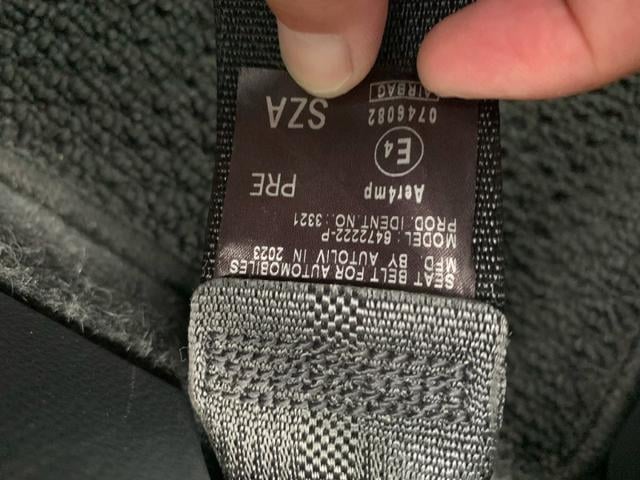 SEAT BELT FOR AUTOMOBILES
MFD. BY AUTOLIV IN 2023
MODEL : 6472222-P
PROD. IDENT.NO.: 3321
Aer4mp PRE
E4
0746082 SZA
AIRBAG